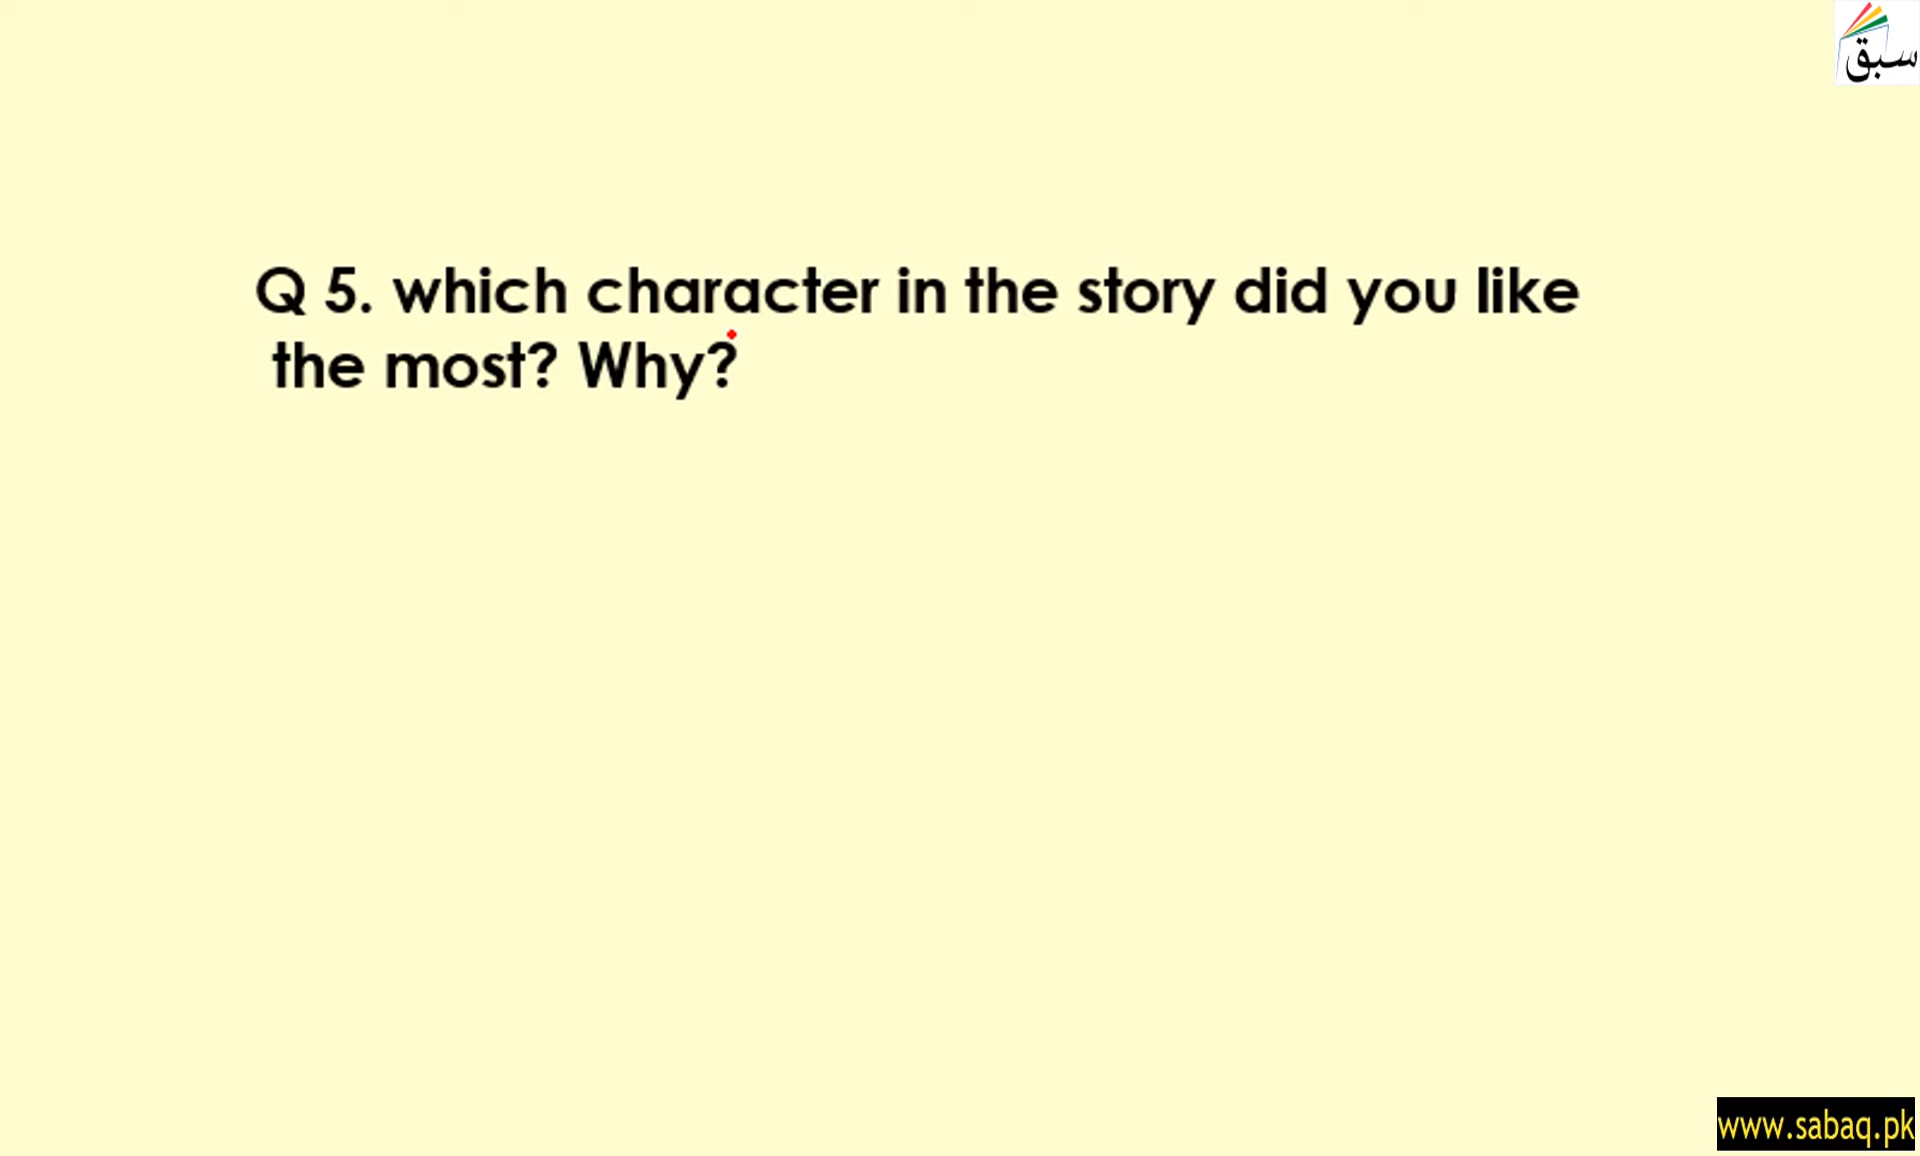 سبق
Q 5. which character in the story did you like
the most? Why?
www.sabaq.pk